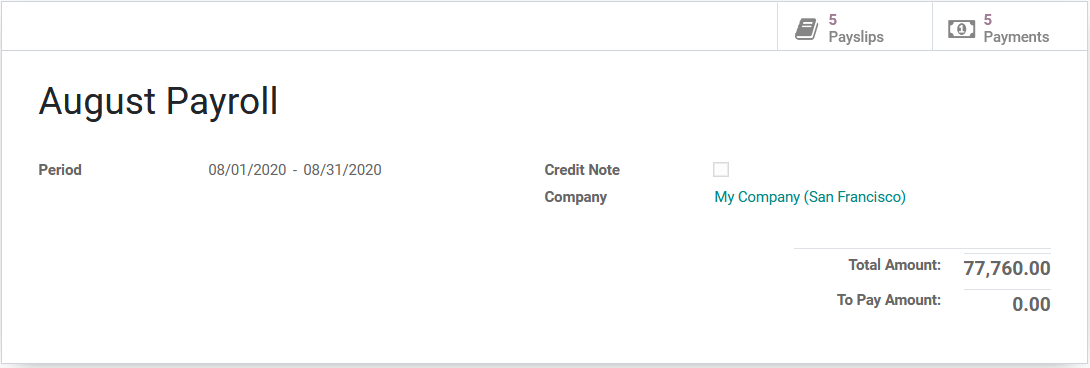 5
Payslips
5
Payments
August Payroll
Period 08/01/2020 - 08/31/2020
Credit Note
Company My Company (San Francisco)
Total Amount: 77,760.00
To Pay Amount: 0.00